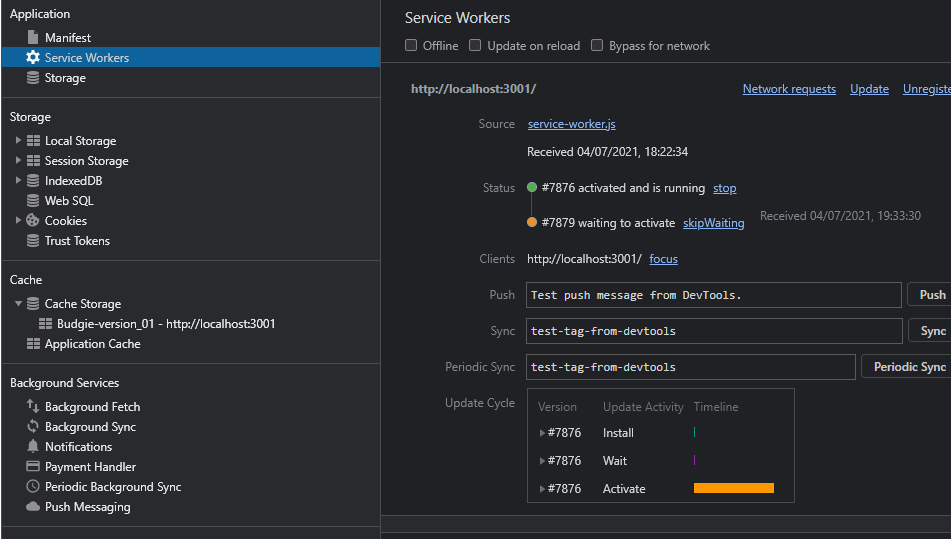 Application
Manifest
Service Workers
Storage
Storage
Local Storage
Session Storage
IndexedDB
Web SQL
Cookies
Trust Tokens
Cache
Cache Storage
Budgie-version_01 - http://localhost:3001
Application Cache
Background Services
Background Fetch
Background Sync
Notifications
Payment Handler
Periodic Background Sync
Push Messaging
Service Workers
Offline Update on reload Bypass for network
http://localhost:3001/ Network requests Update Unregiste
Source service-worker.js
Received 04/07/2021, 18:22:34
Status #7876 activated and is running stop
#7879 waiting to activate skipWaiting Received 04/07/2021, 19:33:30
Clients http://localhost:3001/ focus
Push Test push message from DevTools. Push
Sync test-tag-from-devtools Sync
Periodic Sync test-tag-from-devtools Periodic Sync
Update Cycle Version Update Activity Timeline
#7876 Install
#7876 Wait
#7876 Activate